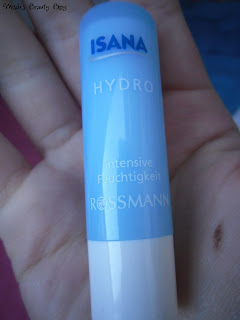 ISANA
HYDRO
intensive
Feuchtigkeit
ROSSMANN